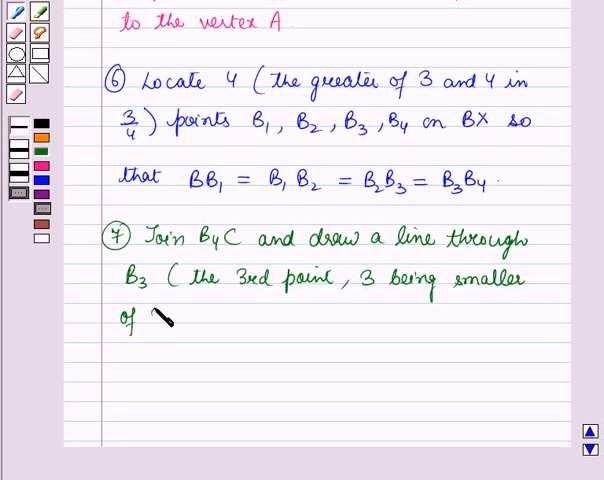 to the vertex A
⑥ Locate 4 ( the greater of 3 and 4 in
3/4 ) points B₁, B₂, B₃, B₄ on BX so
that BB₁ = B₁B₂ = B₂B₃ = B₃B₄.
⑦ Join B₄C and draw a line through
B₃ ( the 3rd point, 3 being smaller
of